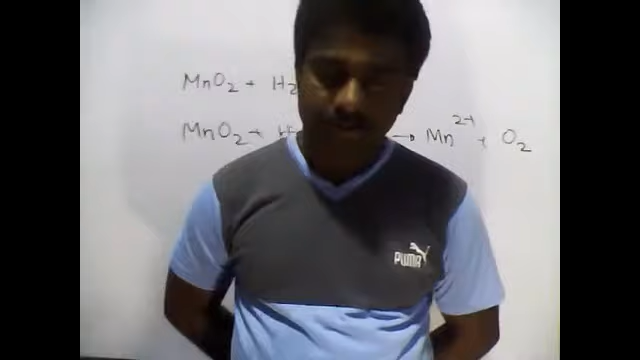 MnO₂ + H₂
MnO₂ + H → Mn²⁺ + O₂
PUMA